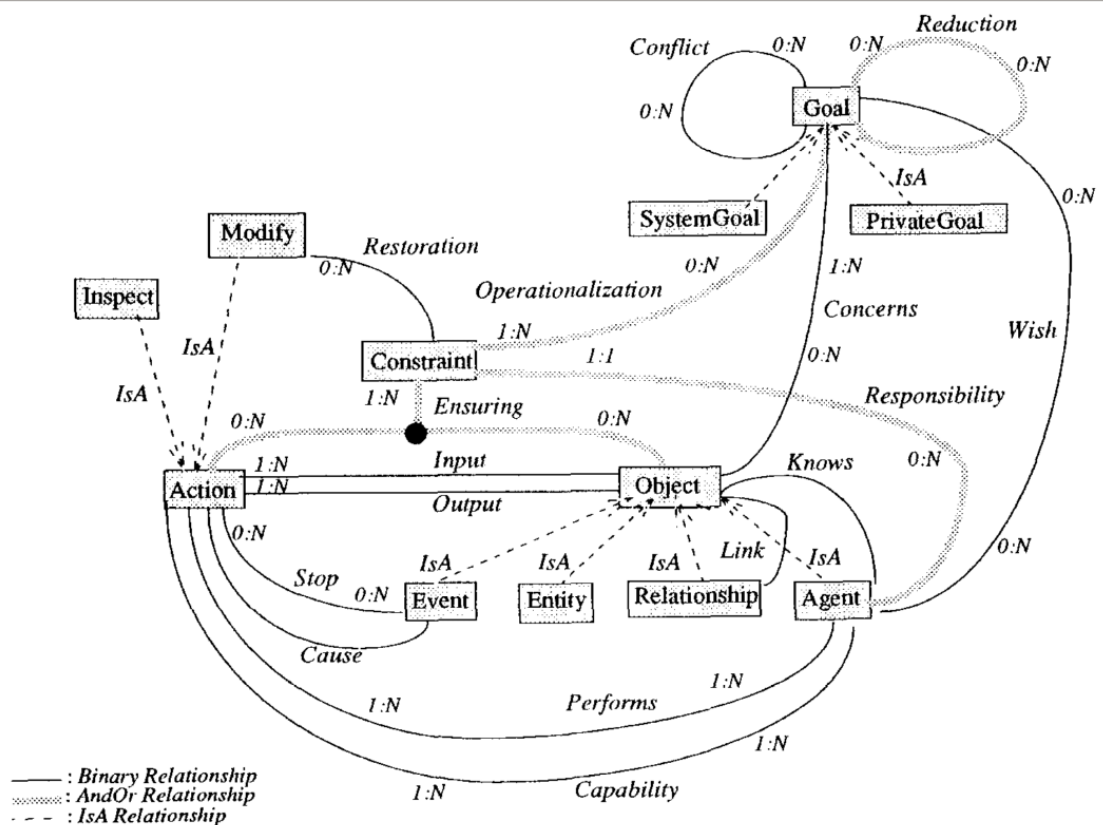 Reduction
Conflict
0:N
0:N
0:N
0:N
Goal
IsA
0:N
SystemGoal
PrivateGoal
Modify
Restoration
0:N
0:N
1:N
Operationalization
Inspect
Concerns
1:N
Wish
IsA
Constraint
1:1
0:N
IsA
1:N
Ensuring
Responsibility
0:N
0:N
0:N
Input
Knows
1:N
Action
1:N
Output
Object
0:N
0:N
IsA
IsA
IsA
Link
IsA
Stop
0:N
Event
Entity
Relationship
Agent
Cause
1:N
1:N
Performs
1:N
1:N
Capability
: Binary Relationship
: AndOr Relationship
: IsA Relationship